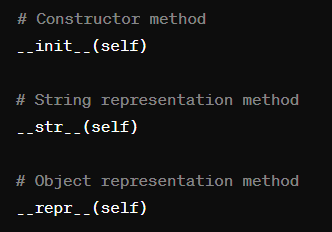 # Constructor method
__init__(self)
# String representation method
__str__(self)
# Object representation method
__repr__(self)